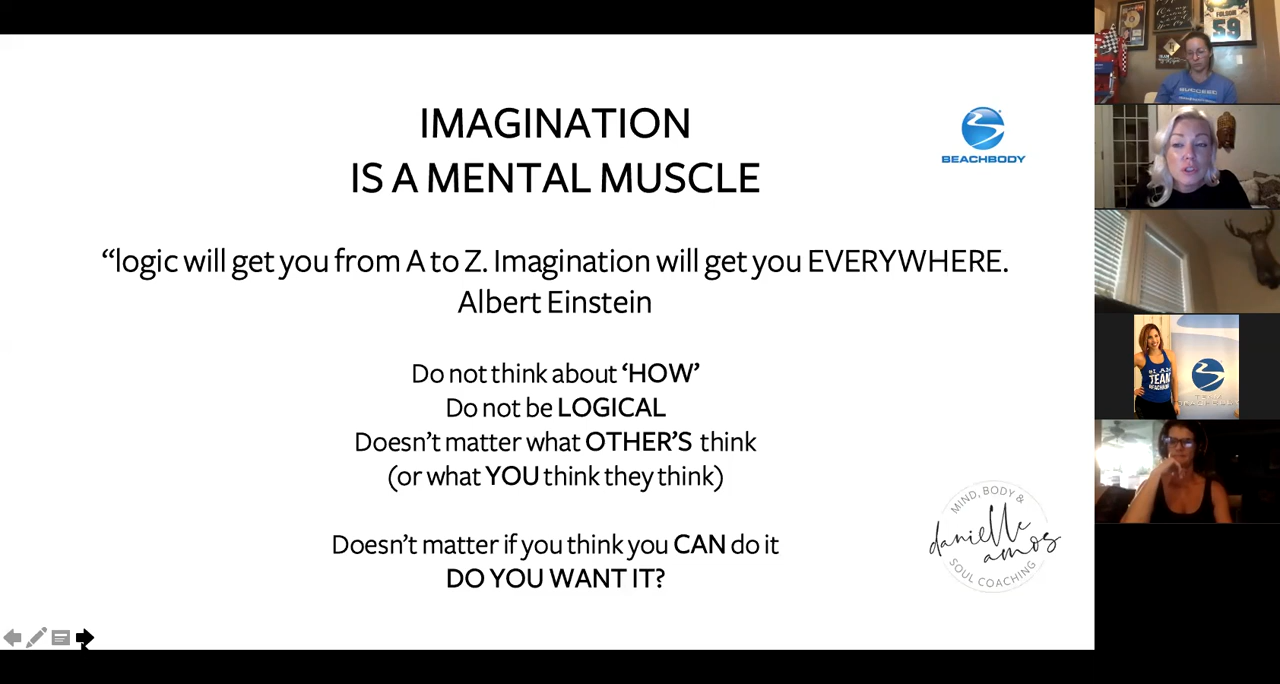 IMAGINATION
IS A MENTAL MUSCLE
BEACHBODY
“logic will get you from A to Z. Imagination will get you EVERYWHERE.
Albert Einstein
Do not think about ‘HOW’
Do not be LOGICAL
Doesn’t matter what OTHER’S think
(or what YOU think they think)
Doesn’t matter if you think you CAN do it
DO YOU WANT IT?
MIND, BODY &
danielle
amos
SOUL COACHING
59
SUCCEED
TEAM